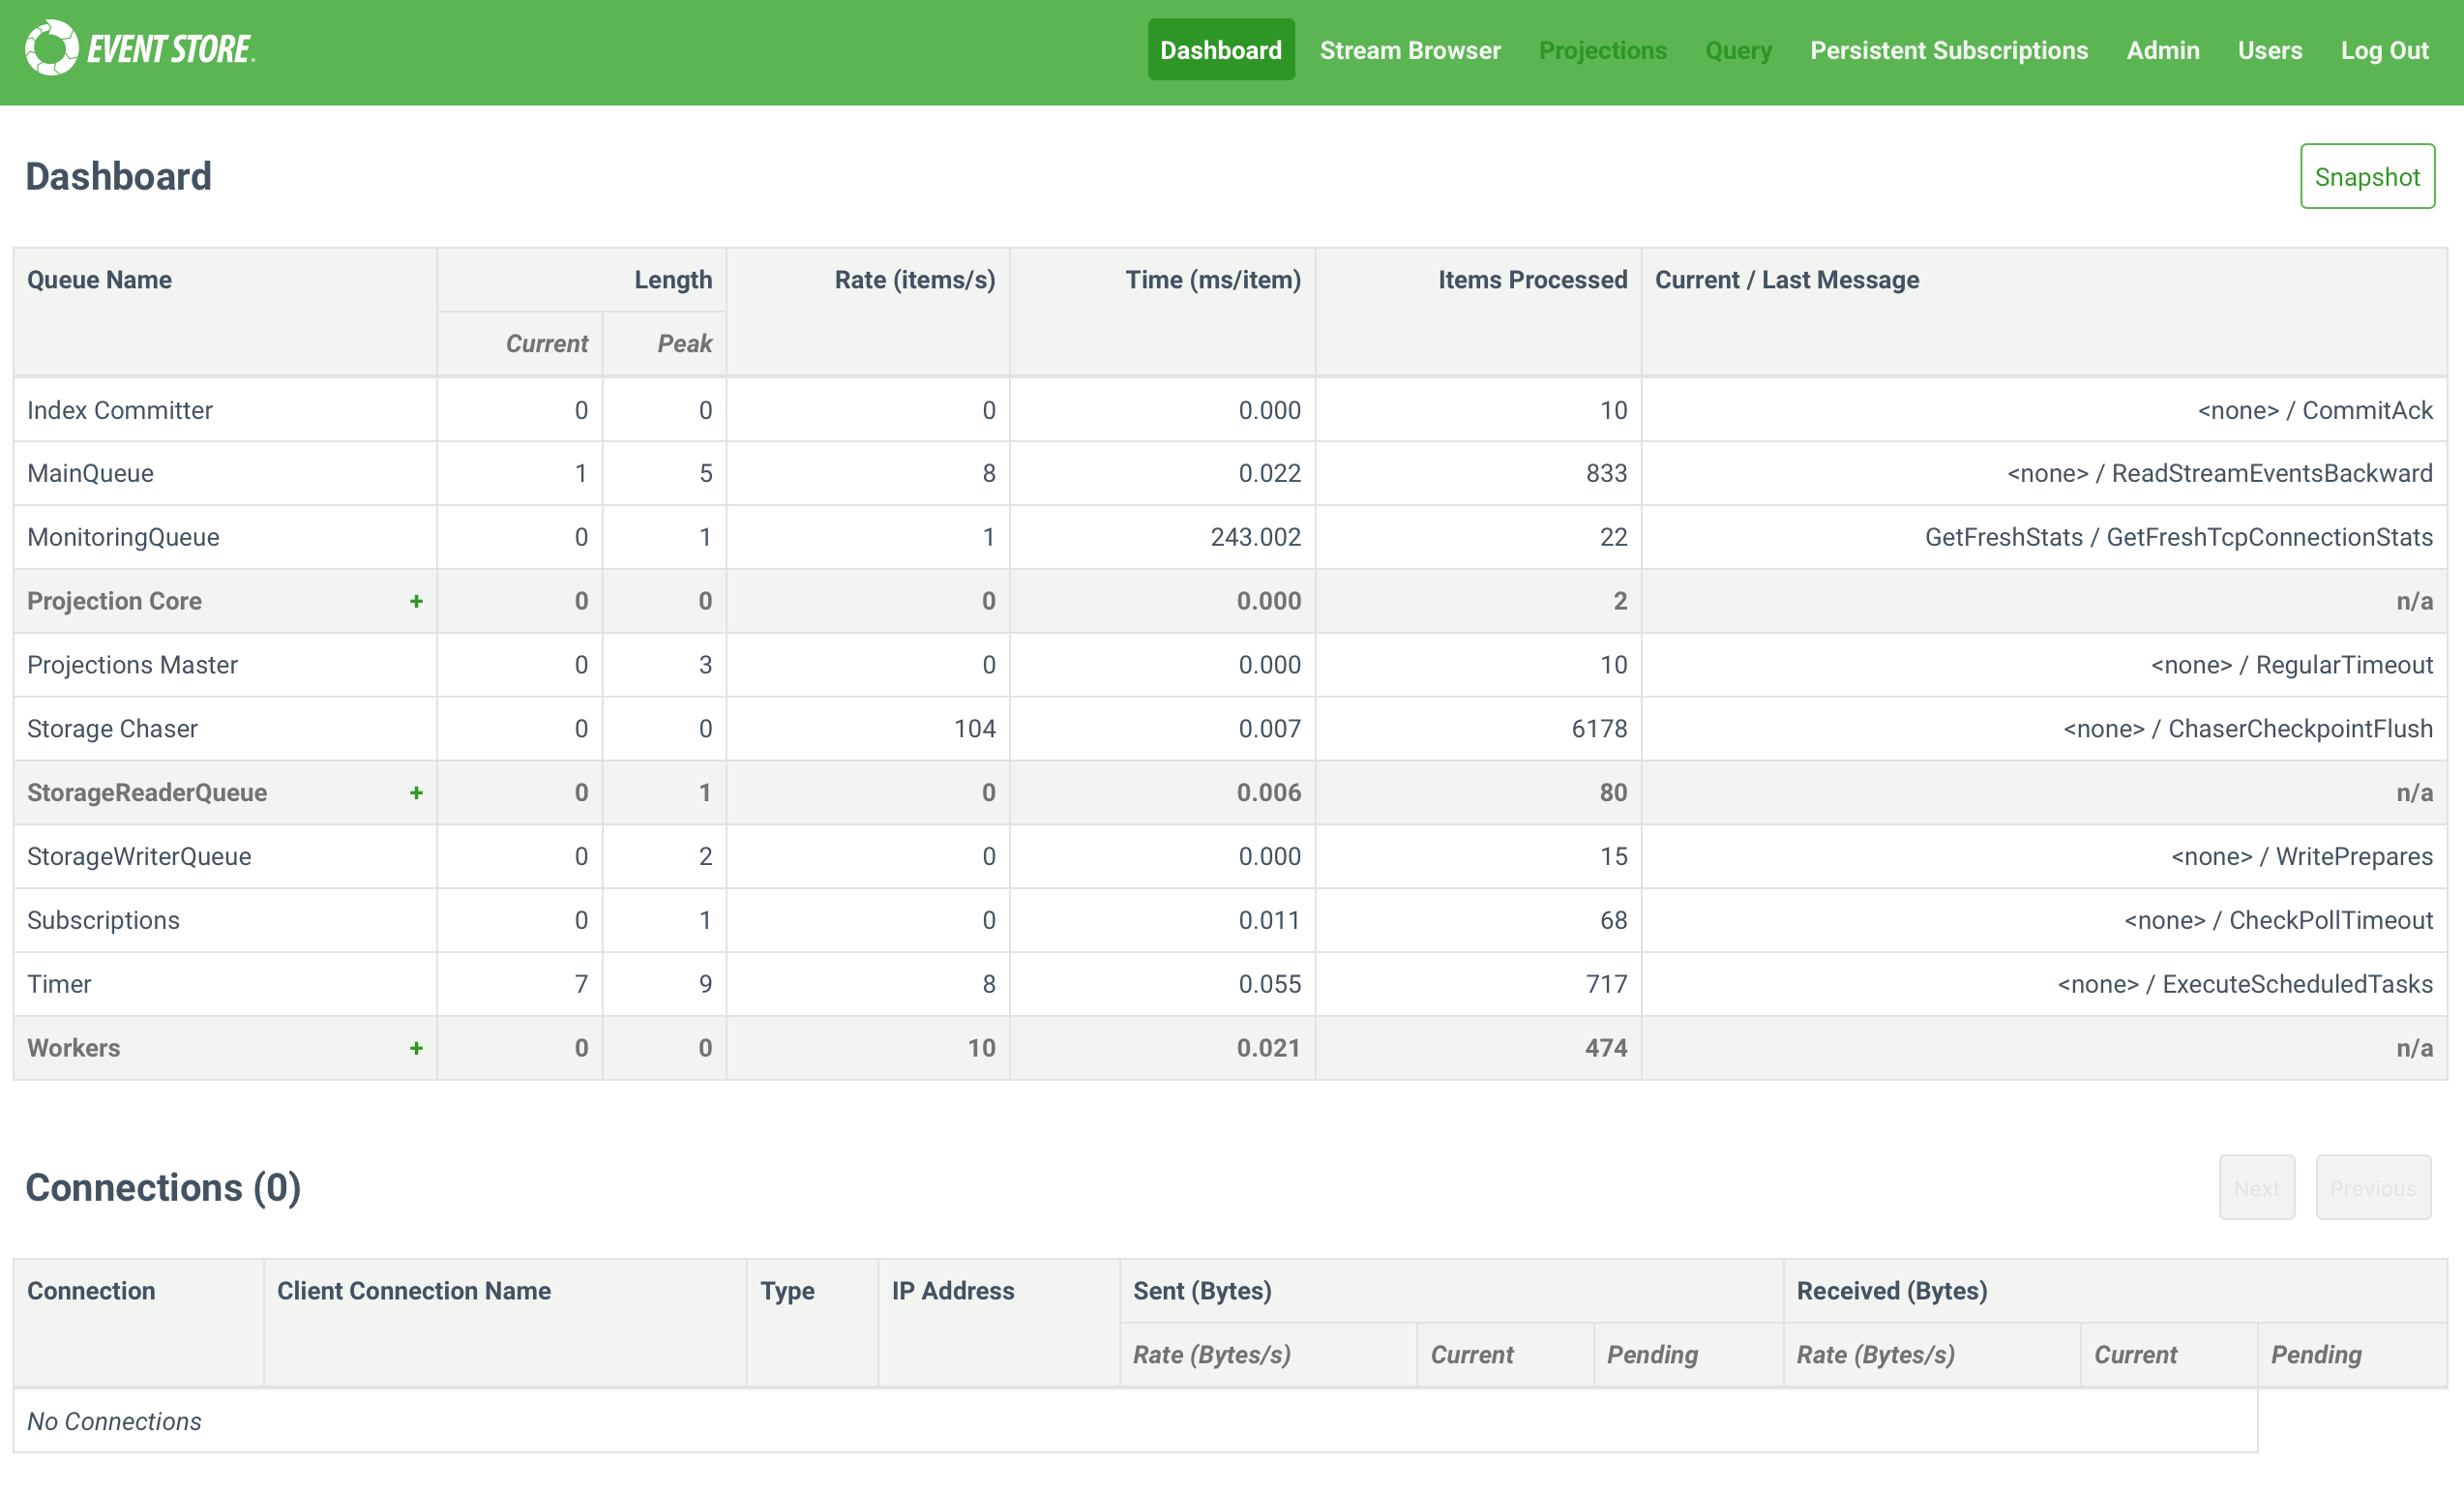 EVENT STORE.
Dashboard Stream Browser Projections Query Persistent Subscriptions Admin Users Log Out
Dashboard
Snapshot
Queue Name Length Rate (items/s) Time (ms/item) Items Processed Current / Last Message
Current Peak
Index Committer 0 0 0 0.000 10 <none> / CommitAck
MainQueue 1 5 8 0.022 833 <none> / ReadStreamEventsBackward
MonitoringQueue 0 1 1 243.002 22 GetFreshStats / GetFreshTcpConnectionStats
Projection Core + 0 0 0 0.000 2 n/a
Projections Master 0 3 0 0.000 10 <none> / RegularTimeout
Storage Chaser 0 0 104 0.007 6178 <none> / ChaserCheckpointFlush
StorageReaderQueue + 0 1 0 0.006 80 n/a
StorageWriterQueue 0 2 0 0.000 15 <none> / WritePrepares
Subscriptions 0 1 0 0.011 68 <none> / CheckPollTimeout
Timer 7 9 8 0.055 717 <none> / ExecuteScheduledTasks
Workers + 0 0 10 0.021 474 n/a
Connections (0)
Next Previous
Connection Client Connection Name Type IP Address Sent (Bytes) Received (Bytes)
Rate (Bytes/s) Current Pending Rate (Bytes/s) Current Pending
No Connections